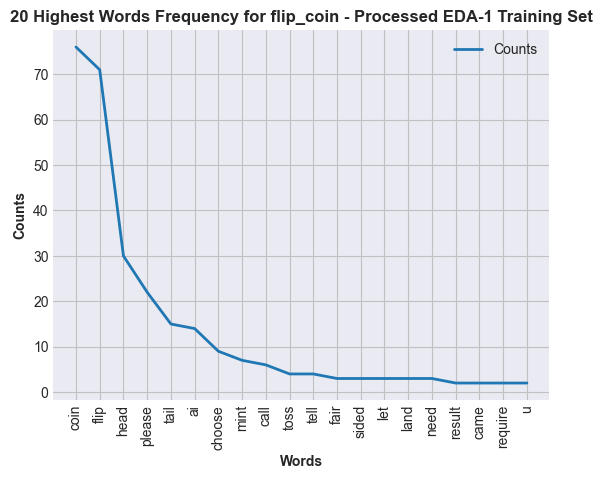 20 Highest Words Frequency for flip_coin - Processed EDA-1 Training Set
Counts
70
60
50
40
30
20
10
0
Counts
coin
flip
head
please
tail
ai
choose
mint
call
toss
tell
fair
sided
let
land
need
result
came
require
u
Words